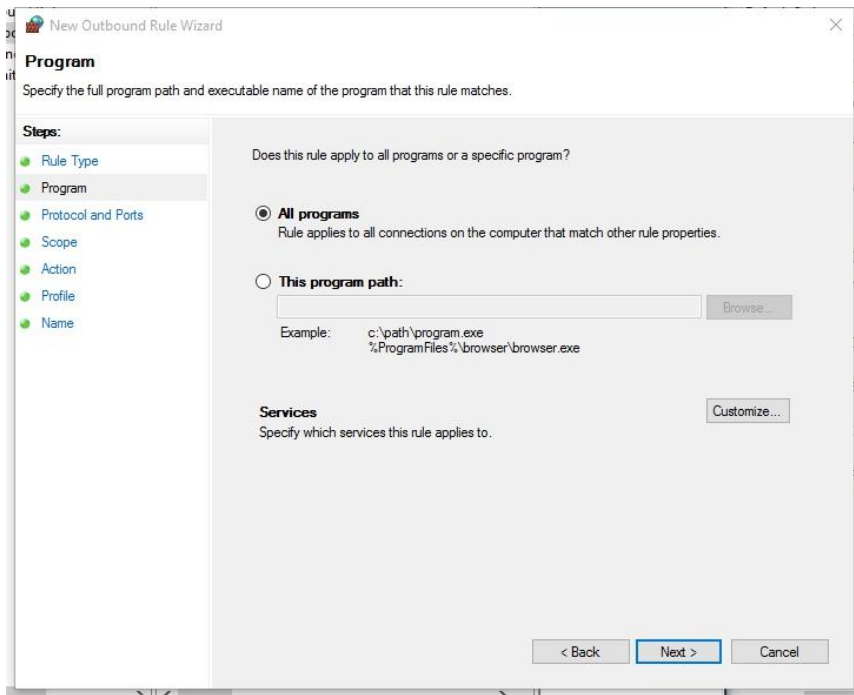 New Outbound Rule Wizard
Program
Specify the full program path and executable name of the program that this rule matches.
Steps:
Rule Type
Program
Protocol and Ports
Scope
Action
Profile
Name
Does this rule apply to all programs or a specific program?
All programs
Rule applies to all connections on the computer that match other rule properties.
This program path:
Browse...
Example: c:\path\program.exe
%ProgramFiles%\browser\browser.exe
Services
Customize...
Specify which services this rule applies to.
< Back Next > Cancel